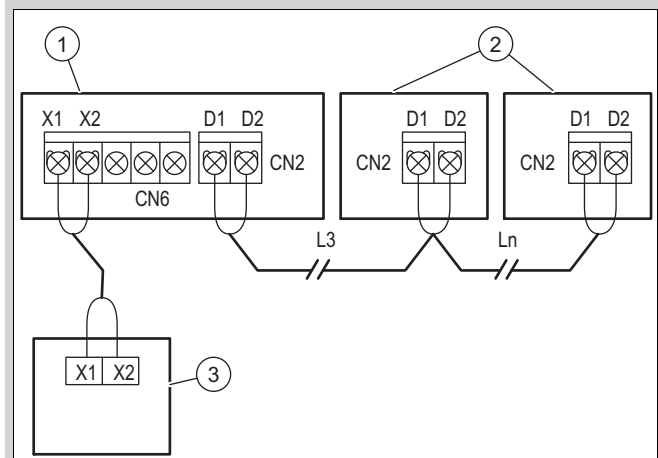 1
2
X1 X2 D1 D2 D1 D2 D1 D2
CN2 CN2 CN2
CN6
L3 Ln
X1 X2
3